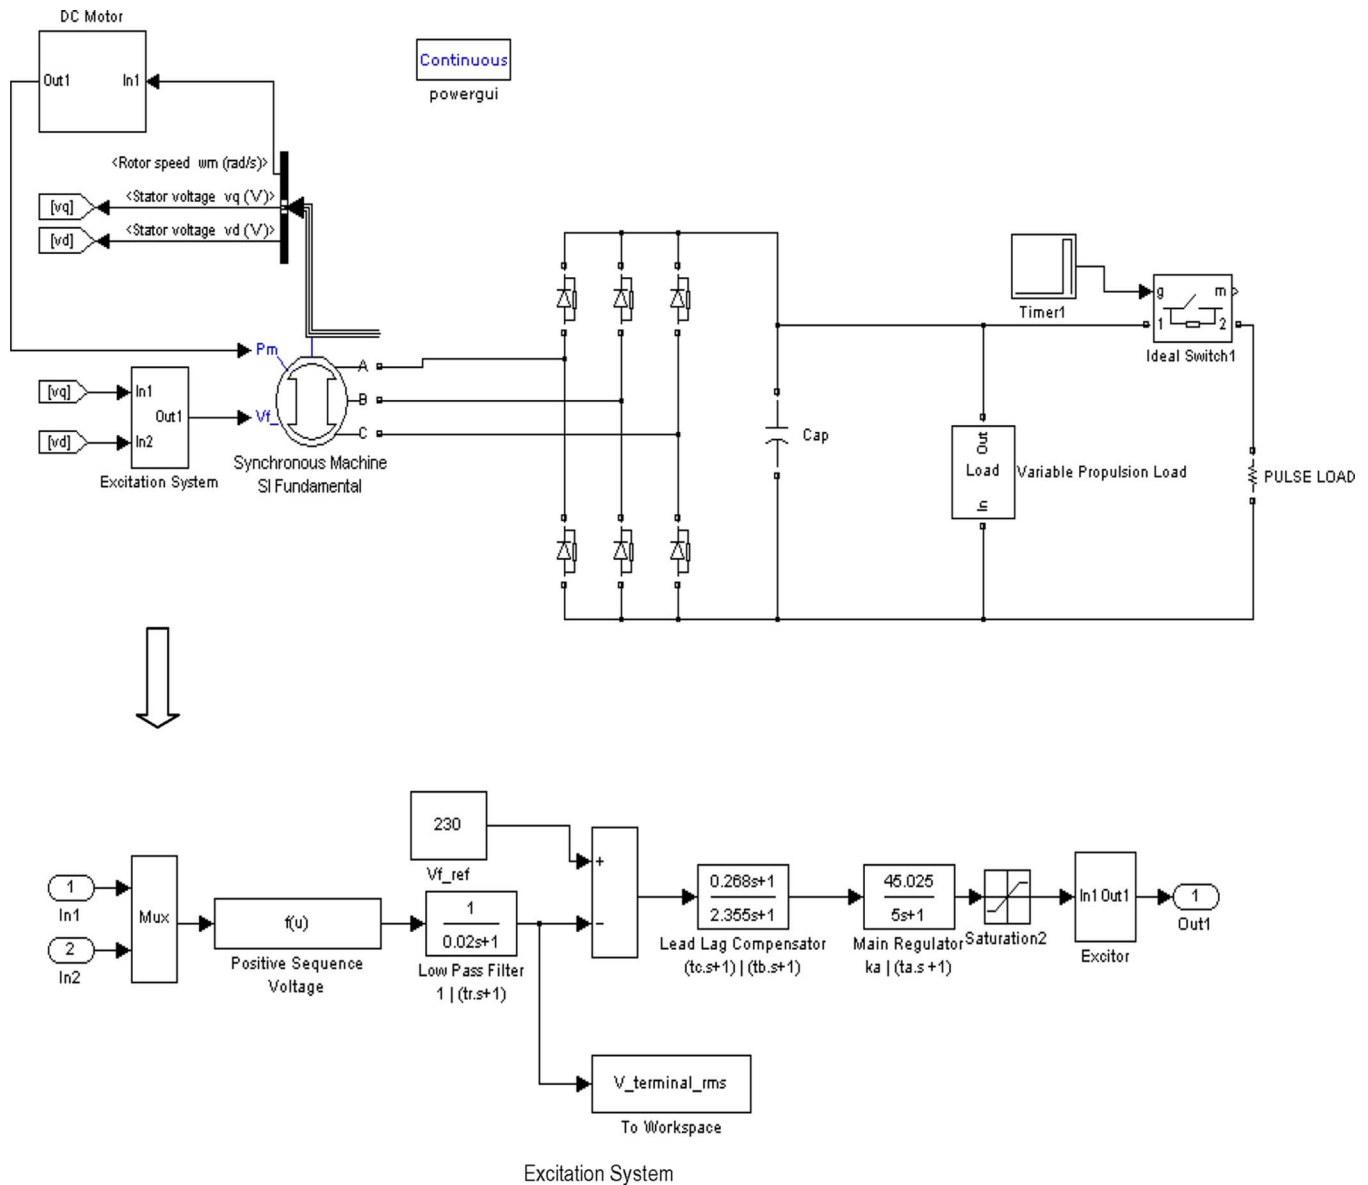 DC Motor
Out1
In1
Continuous
powergui
<Rotor speed wm (rad/s)>
[vq]
<Stator voltage vq (V)>
[vd]
<Stator voltage vd (V)>
Timer1
g
m
1
2
Ideal Switch1
Pm
A
[vq]
In1
Out1
Vf_
B
[vd]
In2
C
Excitation System
Synchronous Machine
SI Fundamental
Cap
Out
Load
In
Variable Propulsion Load
PULSE LOAD
230
Vf_ref
1
In1
2
In2
Mux
f(u)
Positive Sequence
Voltage
1
0.02s+1
Low Pass Filter
1 | (tr.s+1)
+
−
0.268s+1
2.355s+1
Lead Lag Compensator
(tc.s+1) | (tb.s+1)
45.025
5s+1
Main Regulator
ka | (ta.s+1)
Saturation2
In1 Out1
Excitor
1
Out1
V_terminal_rms
To Workspace
Excitation System